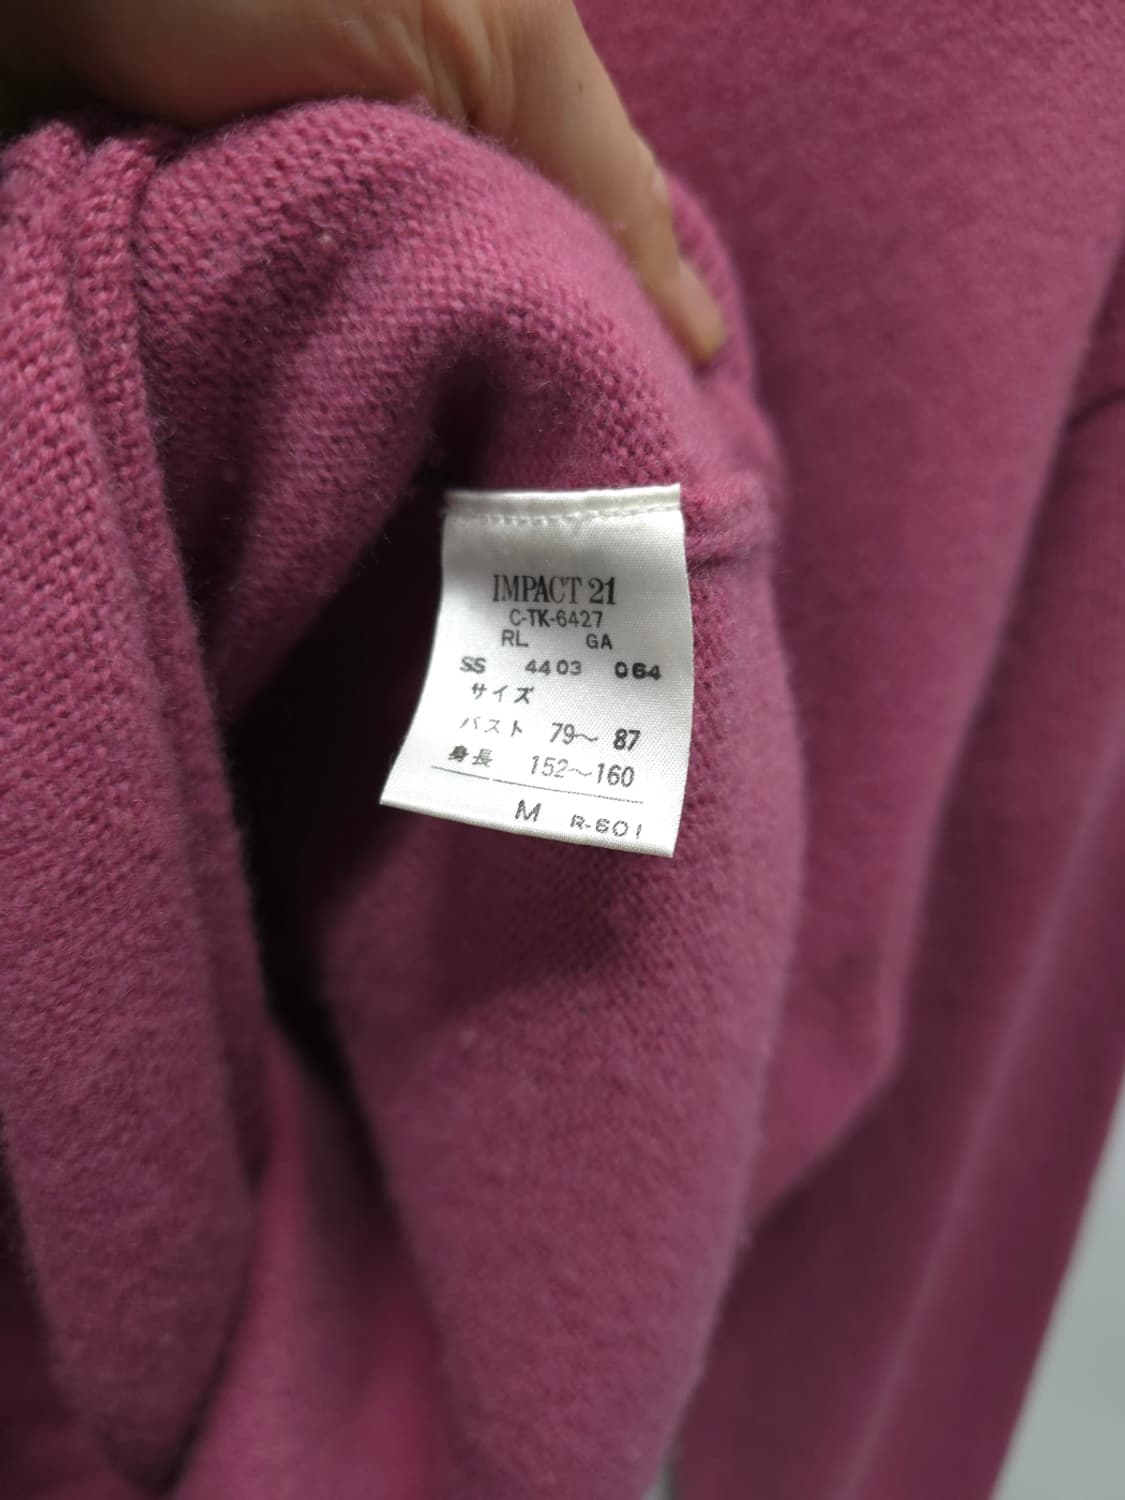 IMPACT 21
C-TK-6427
RL GA
SS 4403 064
サイズ
バスト 79～ 87
身長 152～160
M R-601